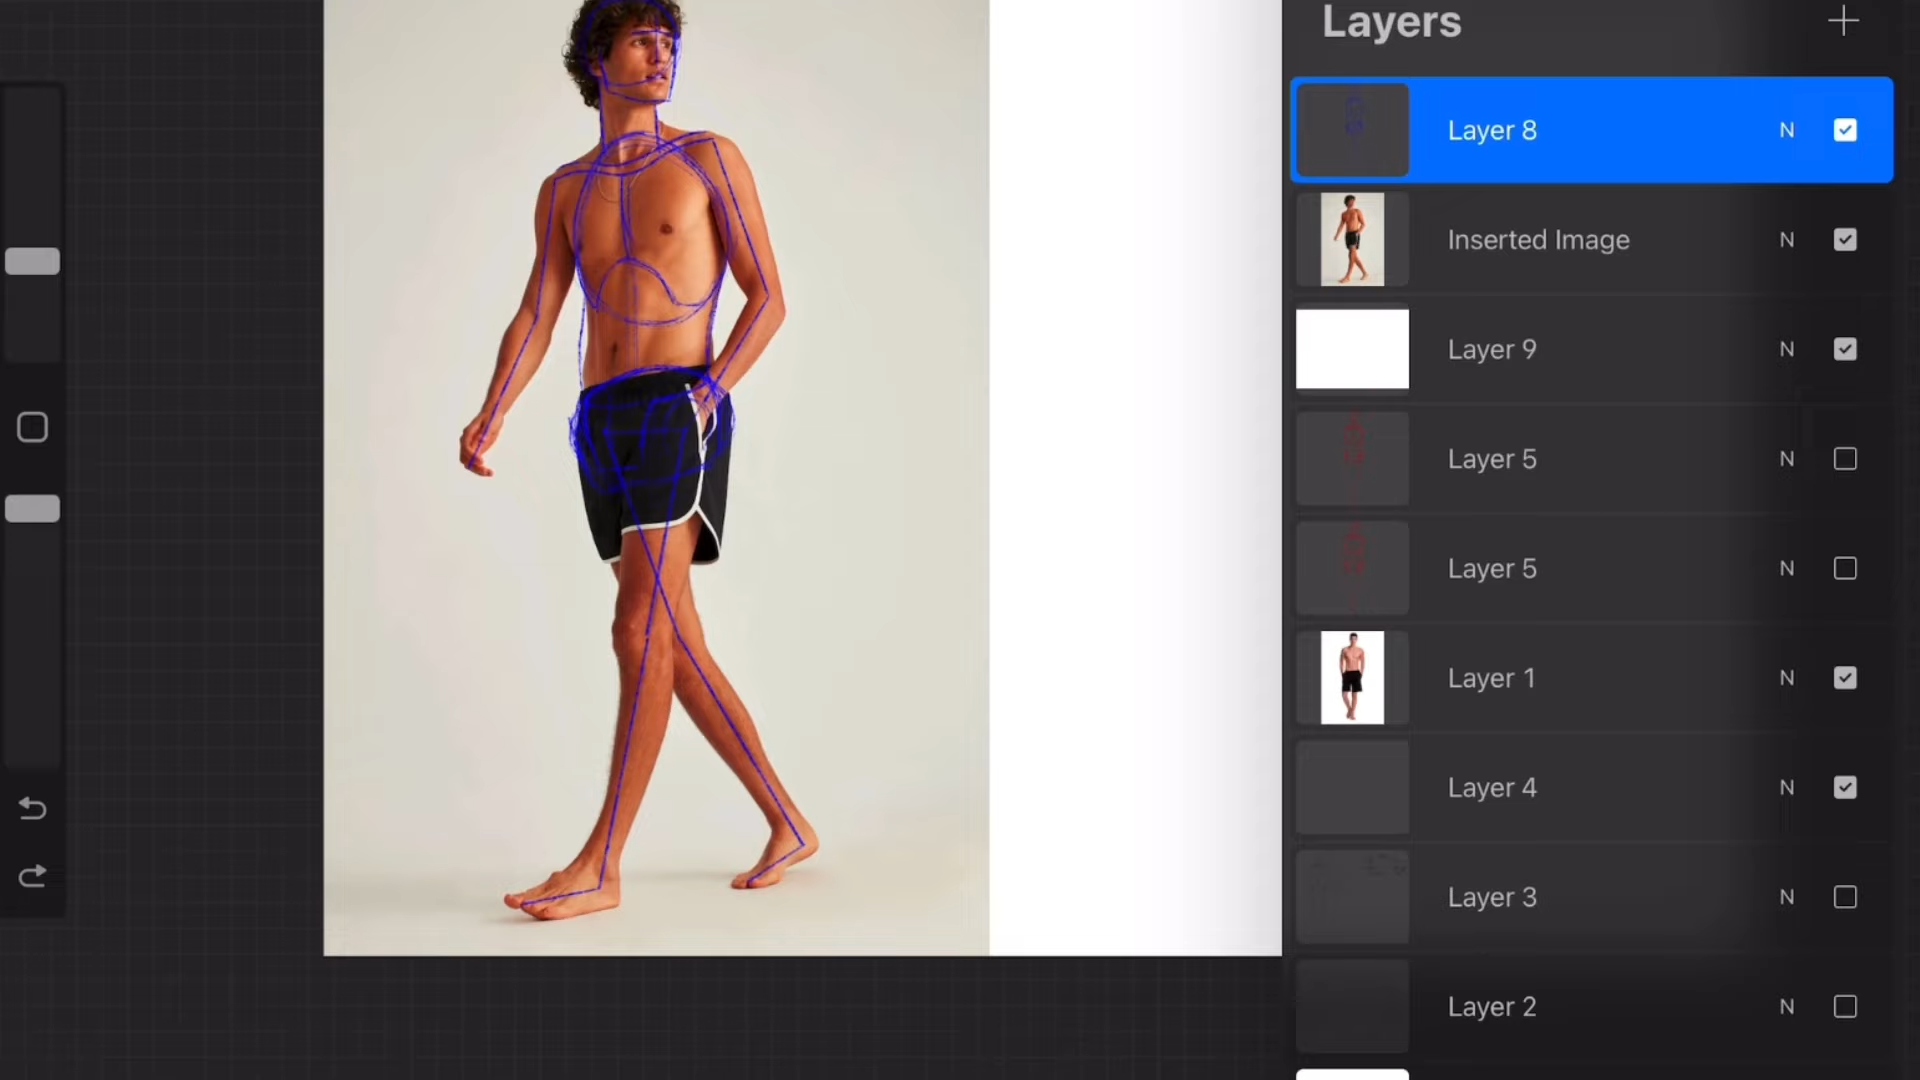 Layers
Layer 8 N
Inserted Image N
Layer 9 N
Layer 5 N
Layer 5 N
Layer 1 N
Layer 4 N
Layer 3 N
Layer 2 N